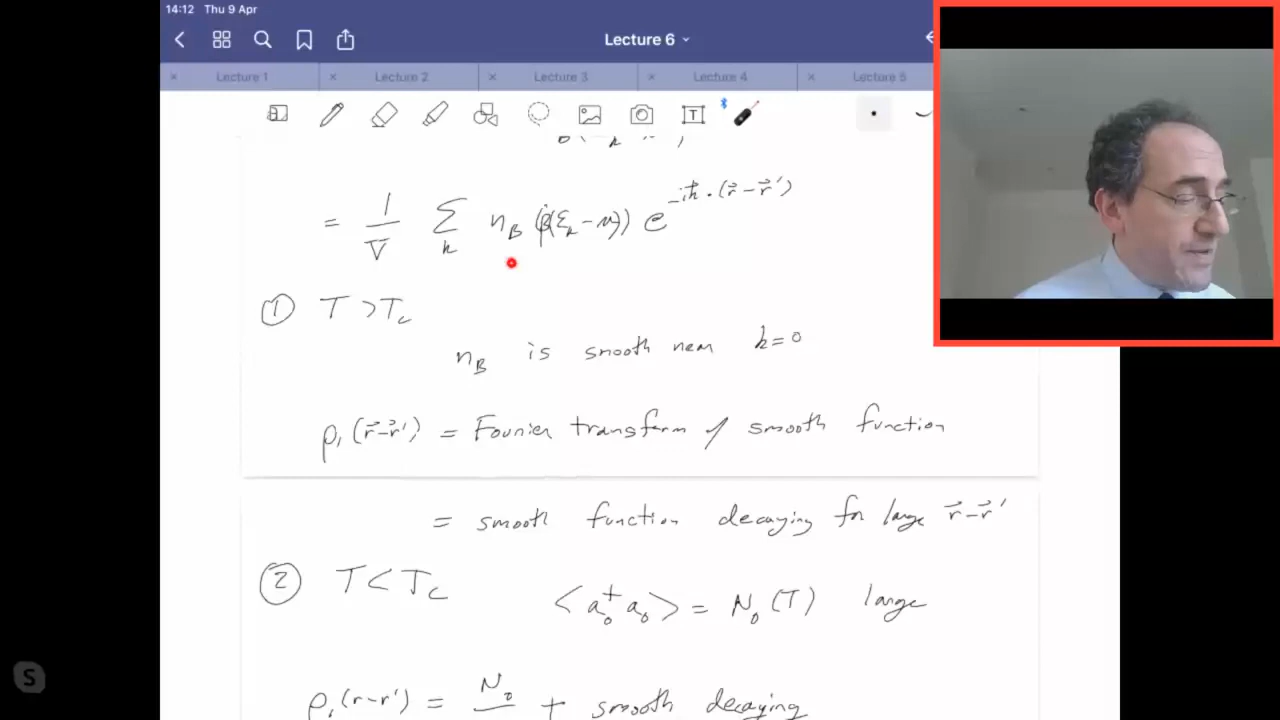 14:12 Thu 9 Apr
Lecture 6
Lecture 1 Lecture 2 Lecture 3 Lecture 4 Lecture 5
= 1/V Σ_k n_B (β(ε_k - μ)) e^{-ik⃗·(r⃗-r⃗')}
① T > T_c
n_B is smooth near k=0
ρ_1(r⃗-r⃗') = Fourier transform of smooth function
= smooth function decaying for large r⃗-r⃗'
② T < T_c ⟨a_0^† a_0⟩ = N_0(T) large
ρ_1(r-r') = N_0 + smooth decaying
S